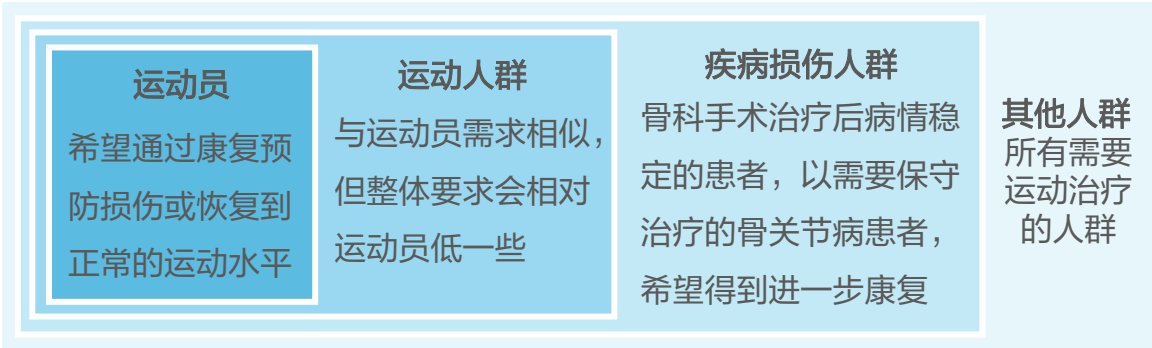 运动员
希望通过康复预
防损伤或恢复到
正常的运动水平
运动人群
与运动员需求相似，
但整体要求会相对
运动员低一些
疾病损伤人群
骨科手术治疗后病情稳
定的患者，以需要保守
治疗的骨关节病患者，
希望得到进一步康复
其他人群
所有需要
运动治疗
的人群